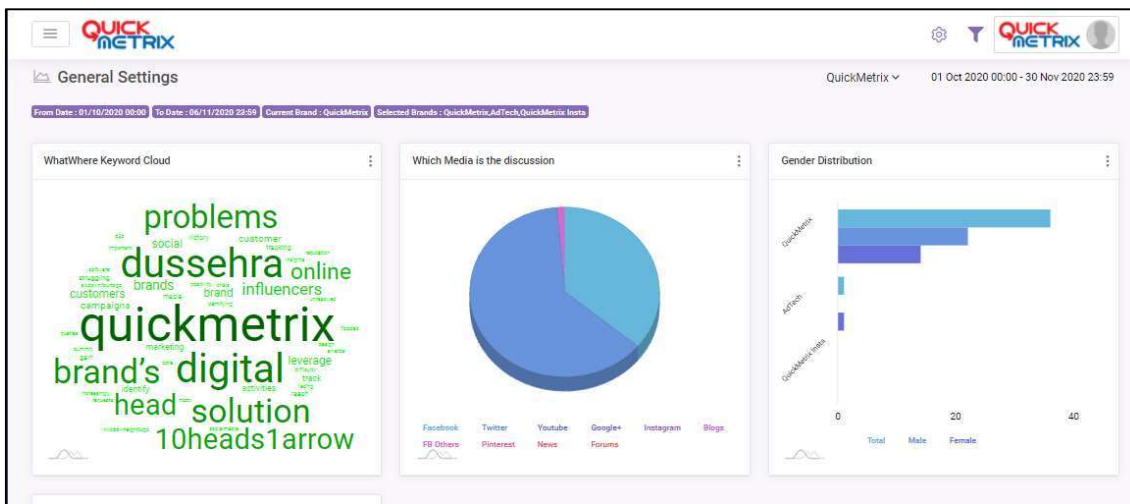 QUICK METRIX
QUICK METRIX
General Settings
QuickMetrix
01 Oct 2020 00:00 - 30 Nov 2020 23:59
From Date : 01/10/2020 00:00 To Date : 06/11/2020 23:59 Current Brand : QuickMetrix Selected Brands : QuickMetrix,AdTech,QuickMetrix Insta
WhatWhere Keyword Cloud
problems
social
customer
dussehra
online
customers
brands
brand
influencers
campaigns
quickmetrix
marketing
brand's
digital
leverage
identify
activities
track
head
solution
10heads1arrow
Which Media is the discussion
Facebook Twitter Youtube Google+ Instagram Blogs
FB Others Pinterest News Forums
Gender Distribution
QuickMetrix
AdTech
QuickMetrix Insta
0 20 40
Total Male Female